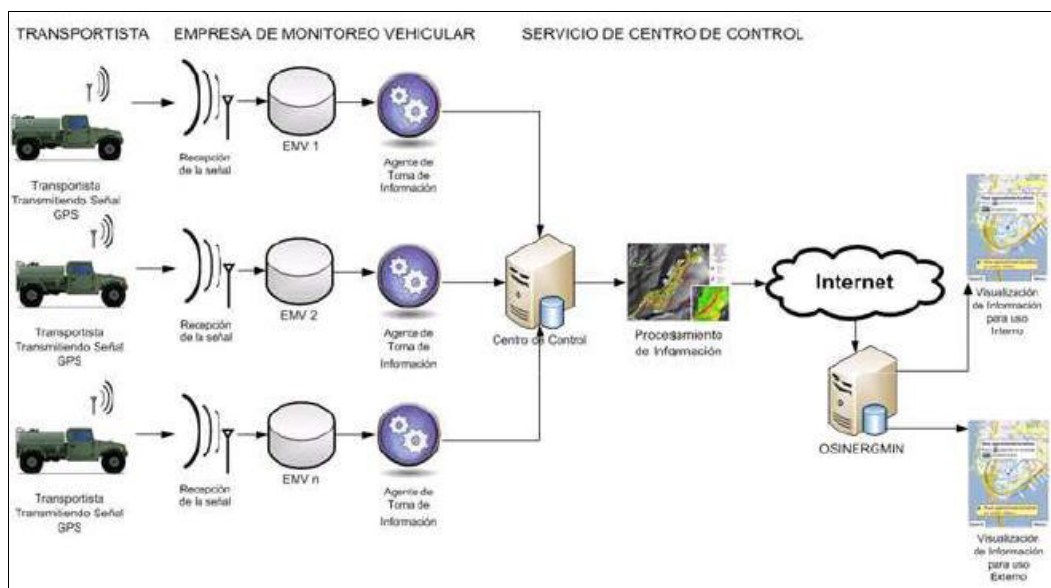 TRANSPORTISTA
EMPRESA DE MONITOREO VEHICULAR
SERVICIO DE CENTRO DE CONTROL
Transportista
Transmitiendo Señal
GPS
Recepción
de la señal
EMV 1
Agente de
Toma de
Información
Transportista
Transmitiendo Señal
GPS
Recepción
de la señal
EMV 2
Agente de
Toma de
Información
Centro de Control
Procesamiento
de Información
Internet
OSINERGMIN
Visualización
de Información
para uso
Interno
Transportista
Transmitiendo Señal
GPS
Recepción
de la señal
EMV n
Agente de
Toma de
Información
Visualización
de Información
para uso
Externo